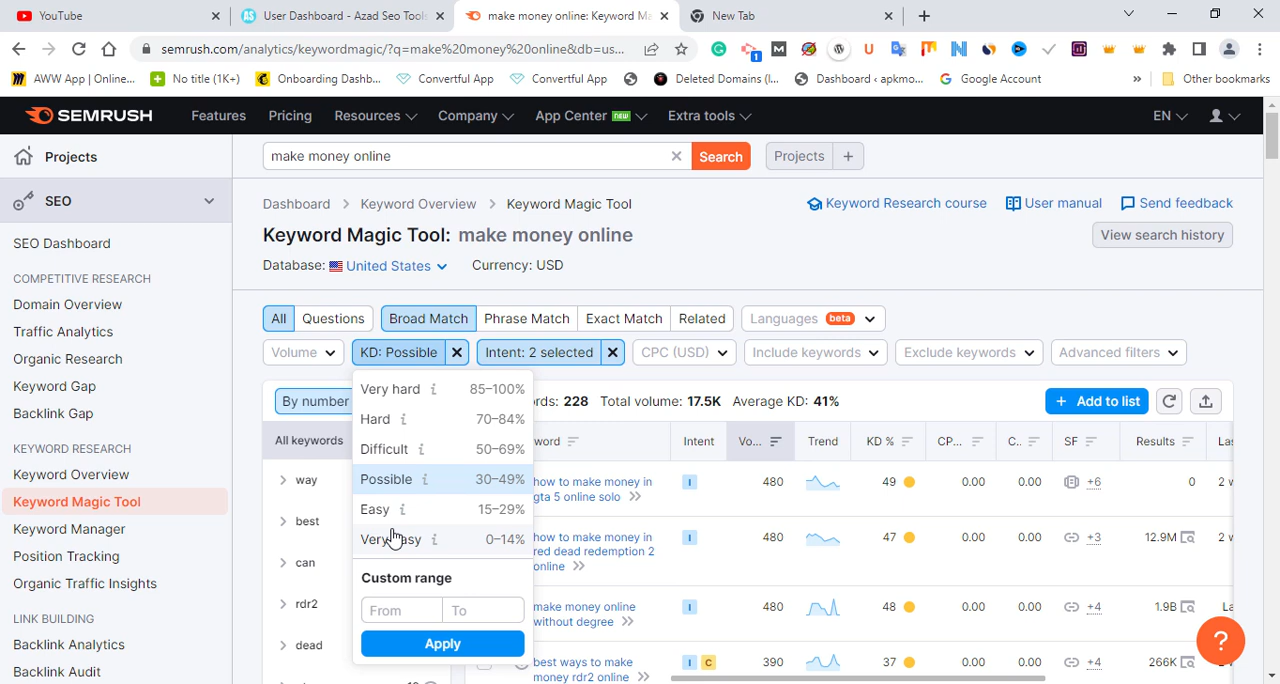 YouTube
User Dashboard - Azad Seo Tools
make money online: Keyword Ma
New Tab
semrush.com/analytics/keywordmagic/?q=make%20money%20online&db=us...
AWW App | Online...
No title (1K+)
Onboarding Dashb...
Convertful App
Convertful App
Deleted Domains (I...
Dashboard ‹ apkmo...
Google Account
»
Other bookmarks
SEMRUSH
Features
Pricing
Resources
Company
App Center NEW
Extra tools
EN
Projects
make money online
Search
Projects
+
SEO
Dashboard > Keyword Overview > Keyword Magic Tool
Keyword Research course
User manual
Send feedback
Keyword Magic Tool: make money online
View search history
Database: United States
Currency: USD
SEO Dashboard
COMPETITIVE RESEARCH
Domain Overview
Traffic Analytics
Organic Research
Keyword Gap
Backlink Gap
KEYWORD RESEARCH
Keyword Overview
Keyword Magic Tool
Keyword Manager
Position Tracking
Organic Traffic Insights
LINK BUILDING
Backlink Analytics
Backlink Audit
All
Questions
Broad Match
Phrase Match
Exact Match
Related
Languages beta
Volume
KD: Possible
Intent: 2 selected
CPC (USD)
Include keywords
Exclude keywords
Advanced filters
Very hard i 85–100%
Hard i 70–84%
Difficult i 50–69%
Possible i 30–49%
Easy i 15–29%
0–14%
Custom range
From
To
Apply
By number
rds: 228 Total volume: 17.5K Average KD: 41%
+ Add to list
All keywords
way
best
can
rdr2
dead
word
Intent
Vo...
Trend
KD %
CP...
C..
SF
Results
La
how to make money in
gta 5 online solo >>
I
480
49
0.00
0.00
+6
0
2 w
how to make money in
red dead redemption 2
online >>
I
480
47
0.00
0.00
+3
12.9M
2 w
make money online
without degree >>
I
480
48
0.00
0.00
+4
1.9B
La
best ways to make
money rdr2 online >>
I C
390
37
0.00
0.00
+4
266K
?